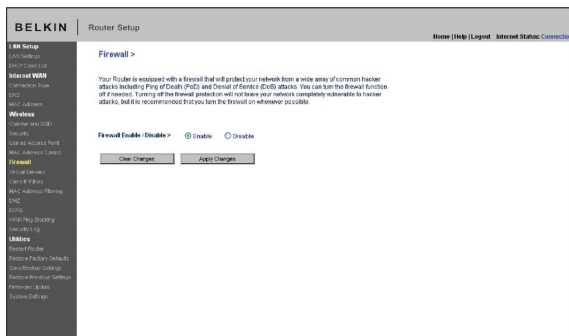 BELKIN
Router Setup
Home | Help | Logout Internet Status: Connectio
LAN Setup
LAN Settings
DHCP Client List
Internet WAN
Connection Type
DNS
MAC Address
Wireless
Channel and SSID
Security
Use as Access Point
MAC Address Control
Firewall
Virtual Servers
Client IP Filters
MAC Address Filtering
DMZ
DDNS
WAN Ping Blocking
Security Log
Utilities
Restart Router
Restore Factory Defaults
Save/Backup Settings
Restore Previous Settings
Firmware Update
System Settings
Firewall >
Your Router is equipped with a firewall that will protect your network from a wide array of common hacker
attacks including Ping of Death (PoD) and Denial of Service (DoS) attacks. You can turn the firewall function
off if needed. Turning off the firewall protection will not leave your network completely vulnerable to hacker
attacks, but it is recommended that you turn the firewall on whenever possible.
Firewall Enable / Disable > Enable Disable
Clear Changes Apply Changes